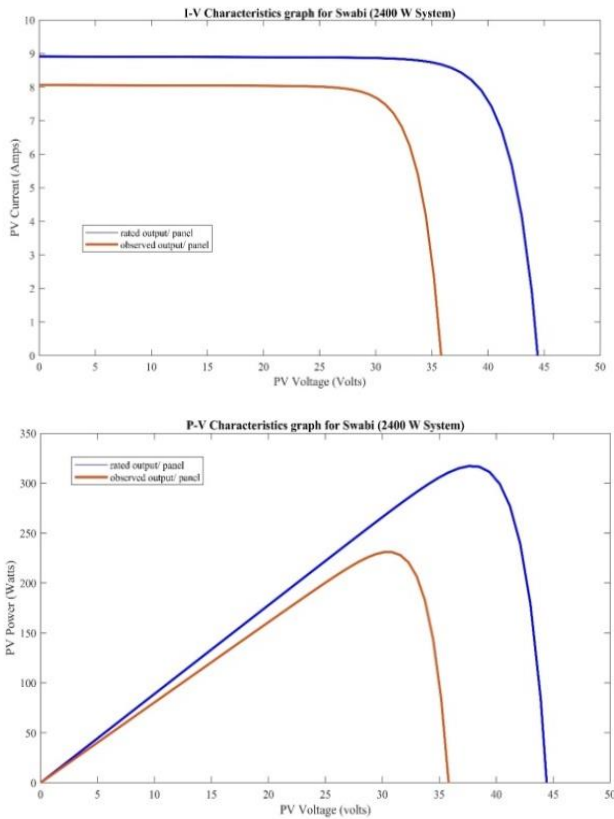 I-V Characteristics graph for Swabi (2400 W System)
10
9
8
7
6
5
4
3
2
1
0
PV Current (Amps)
rated output/ panel
observed output/ panel
0 5 10 15 20 25 30 35 40 45 50
PV Voltage (Volts)
P-V Characteristics graph for Swabi (2400 W System)
350
300
250
200
150
100
50
0
PV Power (Watts)
rated output/ panel
observed output/ panel
0 5 10 15 20 25 30 35 40 45 50
PV Voltage (volts)